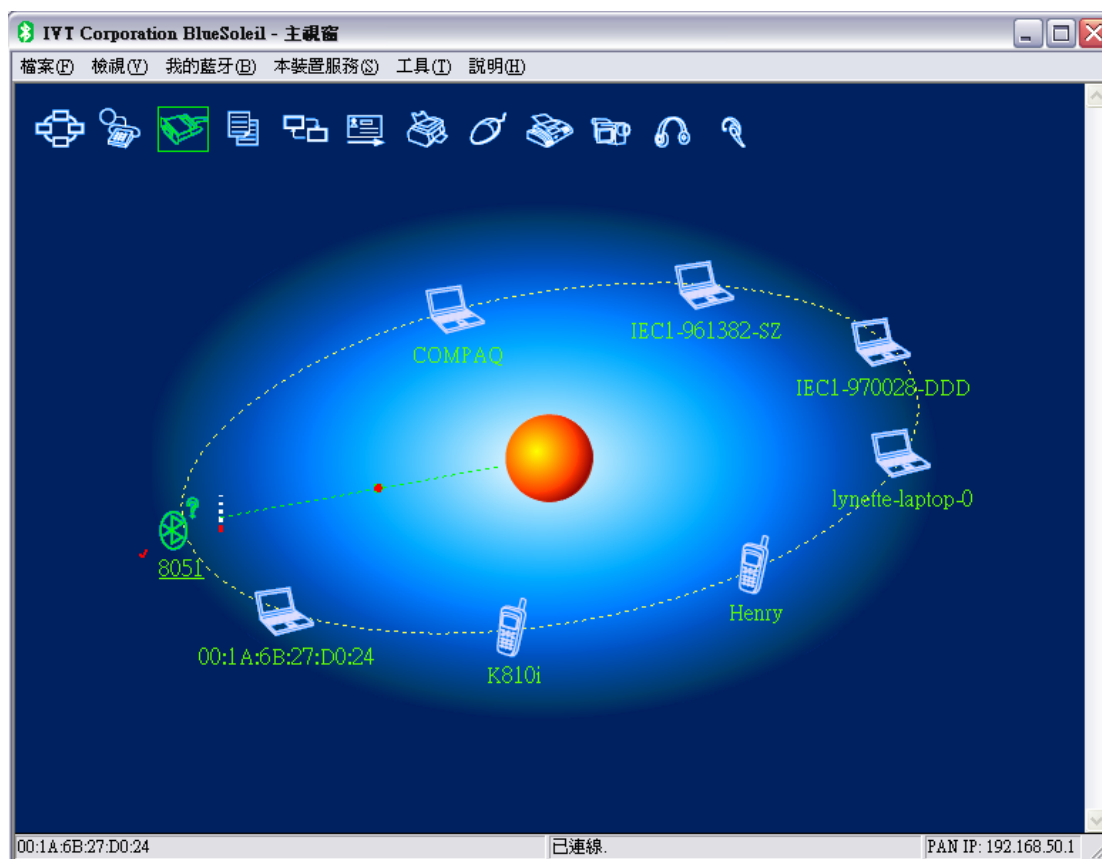 IVT Corporation BlueSoleil - 主視窗
檔案(F) 檢視(V) 我的藍牙(B) 本裝置服務(S) 工具(T) 說明(H)
COMPAQ
IEC1-961382-SZ
IEC1-970028-DDD
lynette-laptop-0
8051
Henry
00:1A:6B:27:D0:24
K810i
00:1A:6B:27:D0:24 已連線. PAN IP: 192.168.50.1